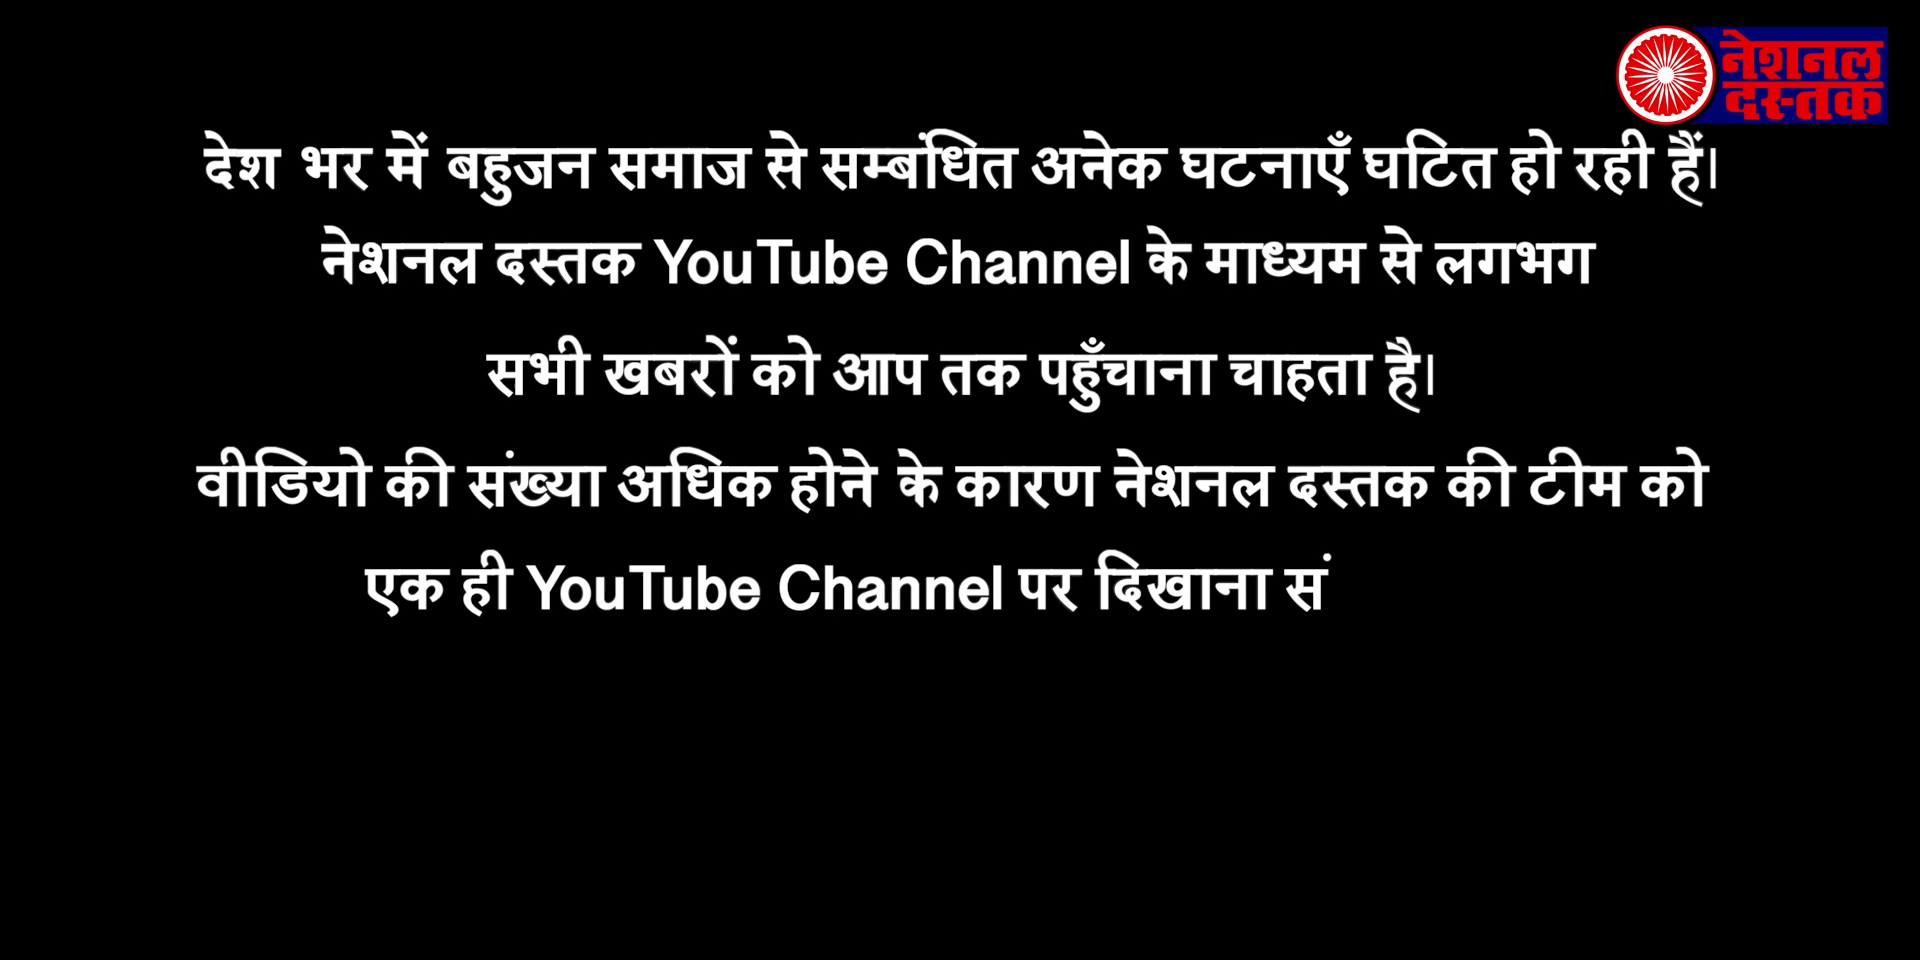 नेशनल
दस्तक
देश भर में बहुजन समाज से सम्बंधित अनेक घटनाएँ घटित हो रही हैं।
नेशनल दस्तक YouTube Channel के माध्यम से लगभग
सभी खबरों को आप तक पहुँचाना चाहता है।
वीडियो की संख्या अधिक होने के कारण नेशनल दस्तक की टीम को
एक ही YouTube Channel पर दिखाना सं